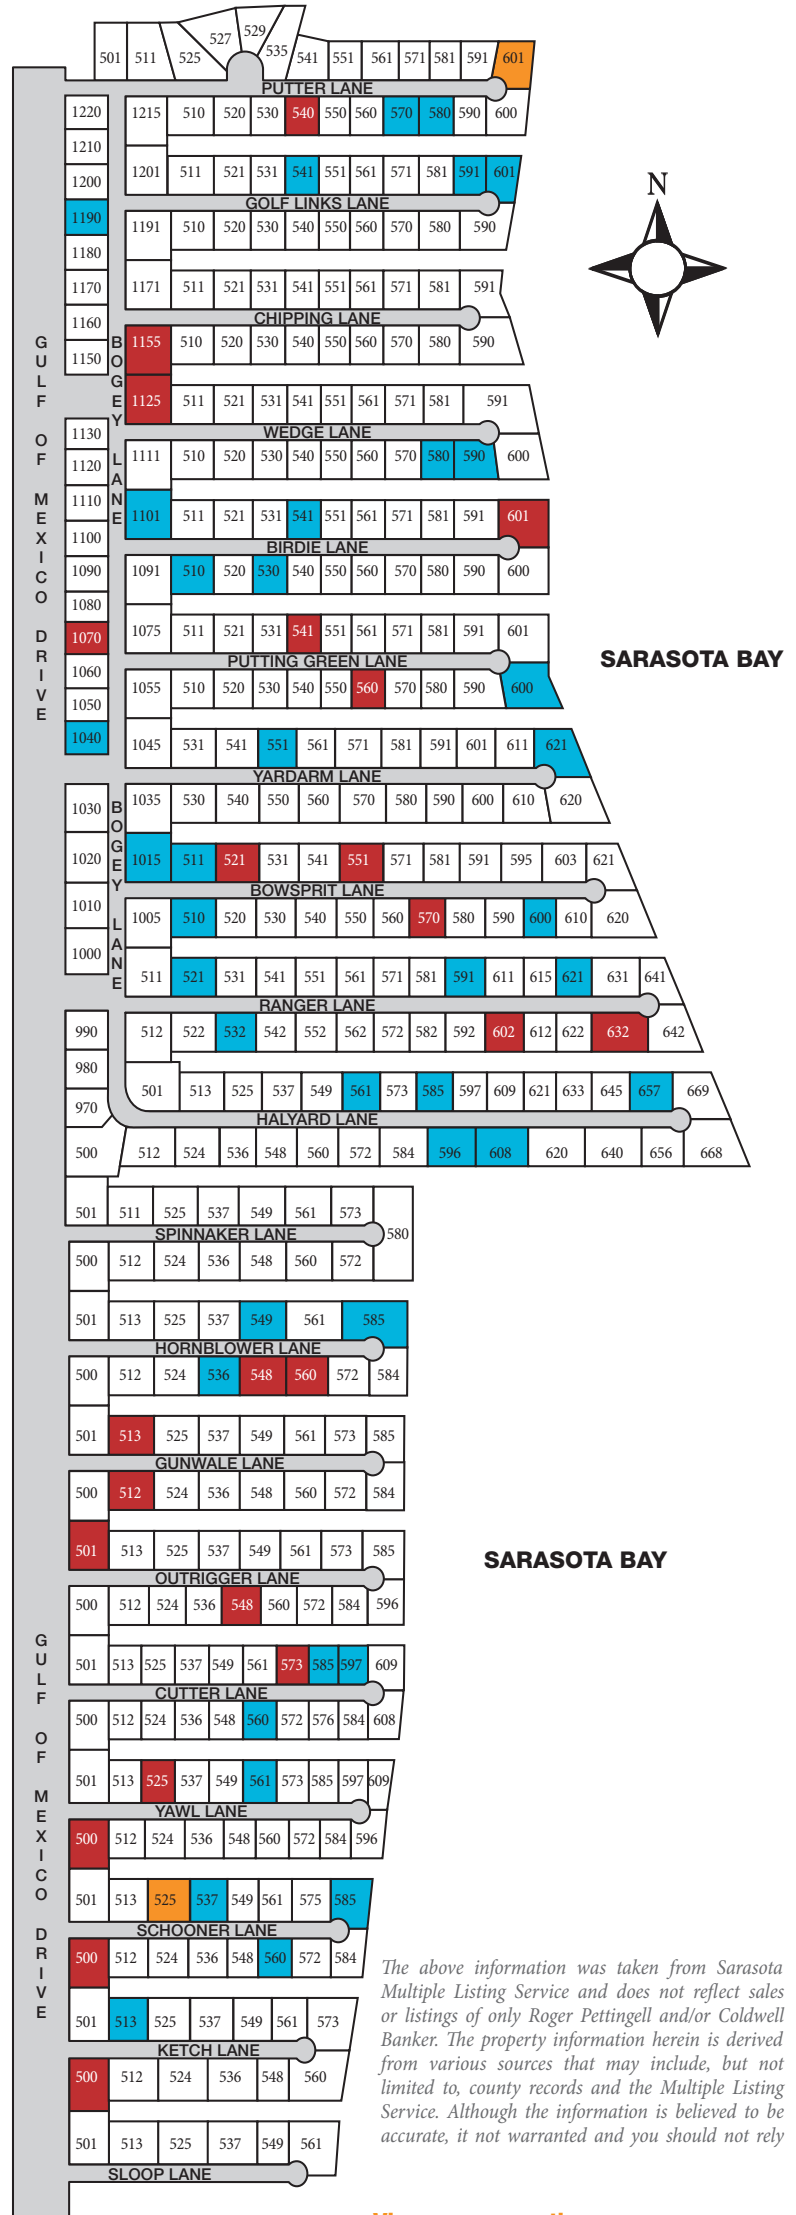 527 529
501 511 525 535 541 551 561 571 581 591 601
PUTTER LANE
1220 1215 510 520 530 540 550 560 570 580 590 600
1210
1200 1201 511 521 531 541 551 561 571 581 591 601
N
GOLF LINKS LANE
1190 1191 510 520 530 540 550 560 570 580 590
1180
1170 1171 511 521 531 541 551 561 571 581 591
CHIPPING LANE
1160
1150 1155 510 520 530 540 550 560 570 580 590
GULF OF MEXICO DRIVE
BOGEY LANE
1125 511 521 531 541 551 561 571 581 591
WEDGE LANE
1130
1120 1111 510 520 530 540 550 560 570 580 590 600
1110 1101 511 521 531 541 551 561 571 581 591 601
1100
BIRDIE LANE
1090 1091 510 520 530 540 550 560 570 580 590 600
1080
1070 1075 511 521 531 541 551 561 571 581 591 601
PUTTING GREEN LANE
SARASOTA BAY
1060
1050 1055 510 520 530 540 550 560 570 580 590 600
1040 1045 531 541 551 561 571 581 591 601 611 621
YARDARM LANE
1030 1035 530 540 550 560 570 580 590 600 610 620
BOGEY LANE
1020 1015 511 521 531 541 551 571 581 591 595 603 621
BOWSPRIT LANE
1010 1005 510 520 530 540 550 560 570 580 590 600 610 620
1000 511 521 531 541 551 561 571 581 591 611 615 621 631 641
RANGER LANE
990 512 522 532 542 552 562 572 582 592 602 612 622 632 642
980
970 501 513 525 537 549 561 573 585 597 609 621 633 645 657 669
HALYARD LANE
500 512 524 536 548 560 572 584 596 608 620 640 656 668
501 511 525 537 549 561 573 580
SPINNAKER LANE
500 512 524 536 548 560 572
501 513 525 537 549 561 585
HORNBLOWER LANE
500 512 524 536 548 560 572 584
501 513 525 537 549 561 573 585
GUNWALE LANE
500 512 524 536 548 560 572 584
501 513 525 537 549 561 573 585
SARASOTA BAY
OUTRIGGER LANE
500 512 524 536 548 560 572 584 596
GULF OF MEXICO DRIVE
501 513 525 537 549 561 573 585 597 609
CUTTER LANE
500 512 524 536 548 560 572 576 584 608
501 513 525 537 549 561 573 585 597 609
YAWL LANE
500 512 524 536 548 560 572 584 596
501 513 525 537 549 561 575 585
SCHOONER LANE
500 512 524 536 548 560 572 584
501 513 525 537 549 561 573
KETCH LANE
500 512 524 536 548 560
501 513 525 537 549 561
SLOOP LANE
The above information was taken from Sarasota
Multiple Listing Service and does not reflect sales
or listings of only Roger Pettingell and/or Coldwell
Banker. The property information herein is derived
from various sources that may include, but not
limited to, county records and the Multiple Listing
Service. Although the information is believed to be
accurate, it not warranted and you should not rely